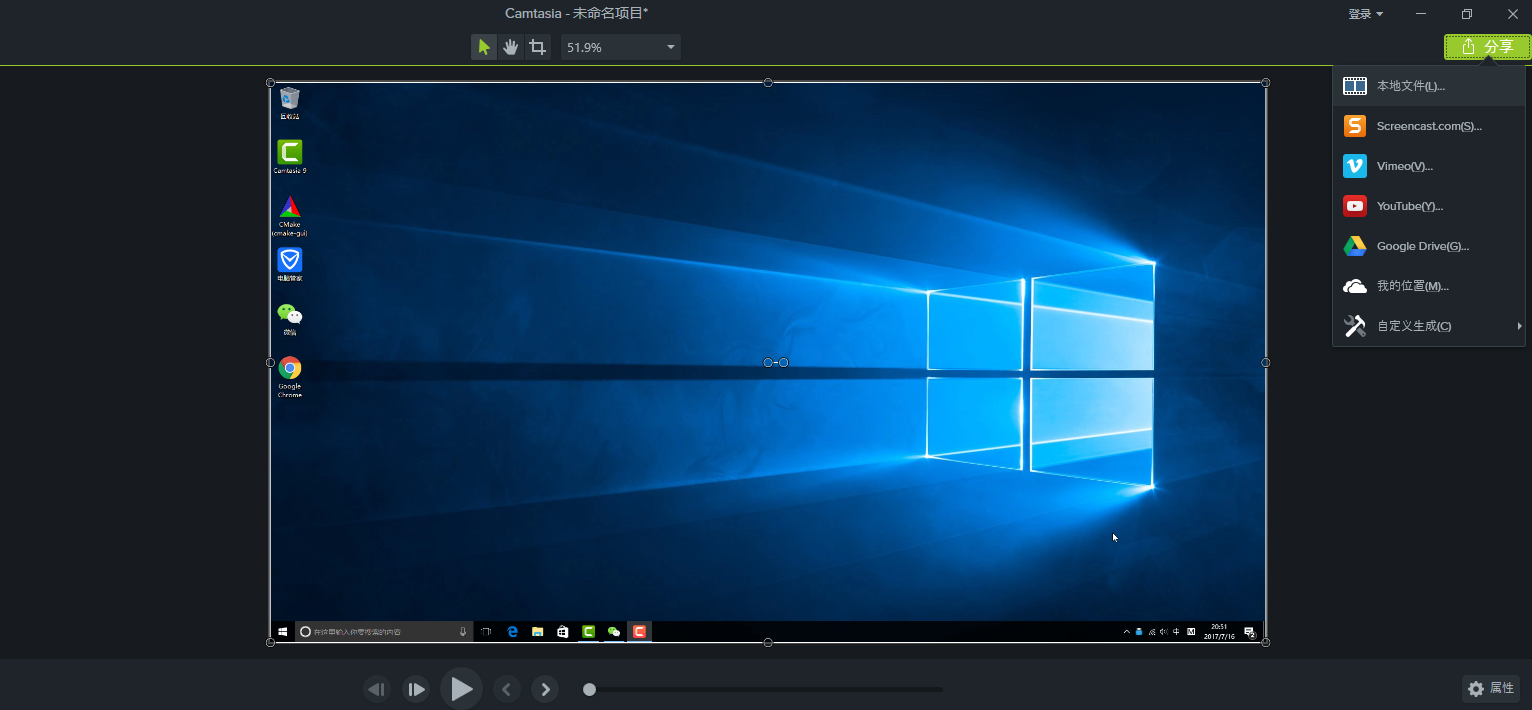 Camtasia - 未命名项目*
登录
51.9%
分享
本地文件(L)...
Screencast.com(S)...
Vimeo(V)...
YouTube(Y)...
Google Drive(G)...
我的位置(M)...
自定义生成(C)
回收站
Camtasia 9
CMake
(cmake-gui)
电脑管家
微信
Google
Chrome
在这里输入你要搜索的内容
中
M
20:51
2017/7/16
2
属性